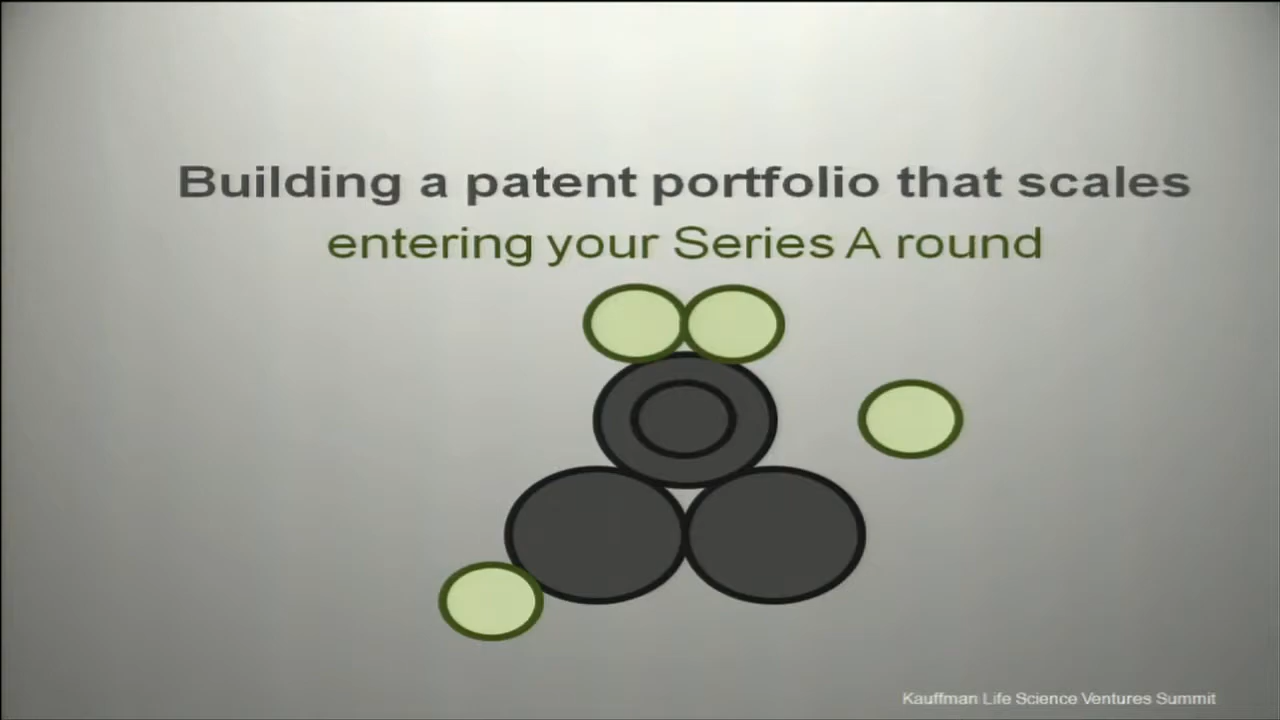 Building a patent portfolio that scales
entering your Series A round
Kauffman Life Science Ventures Summit